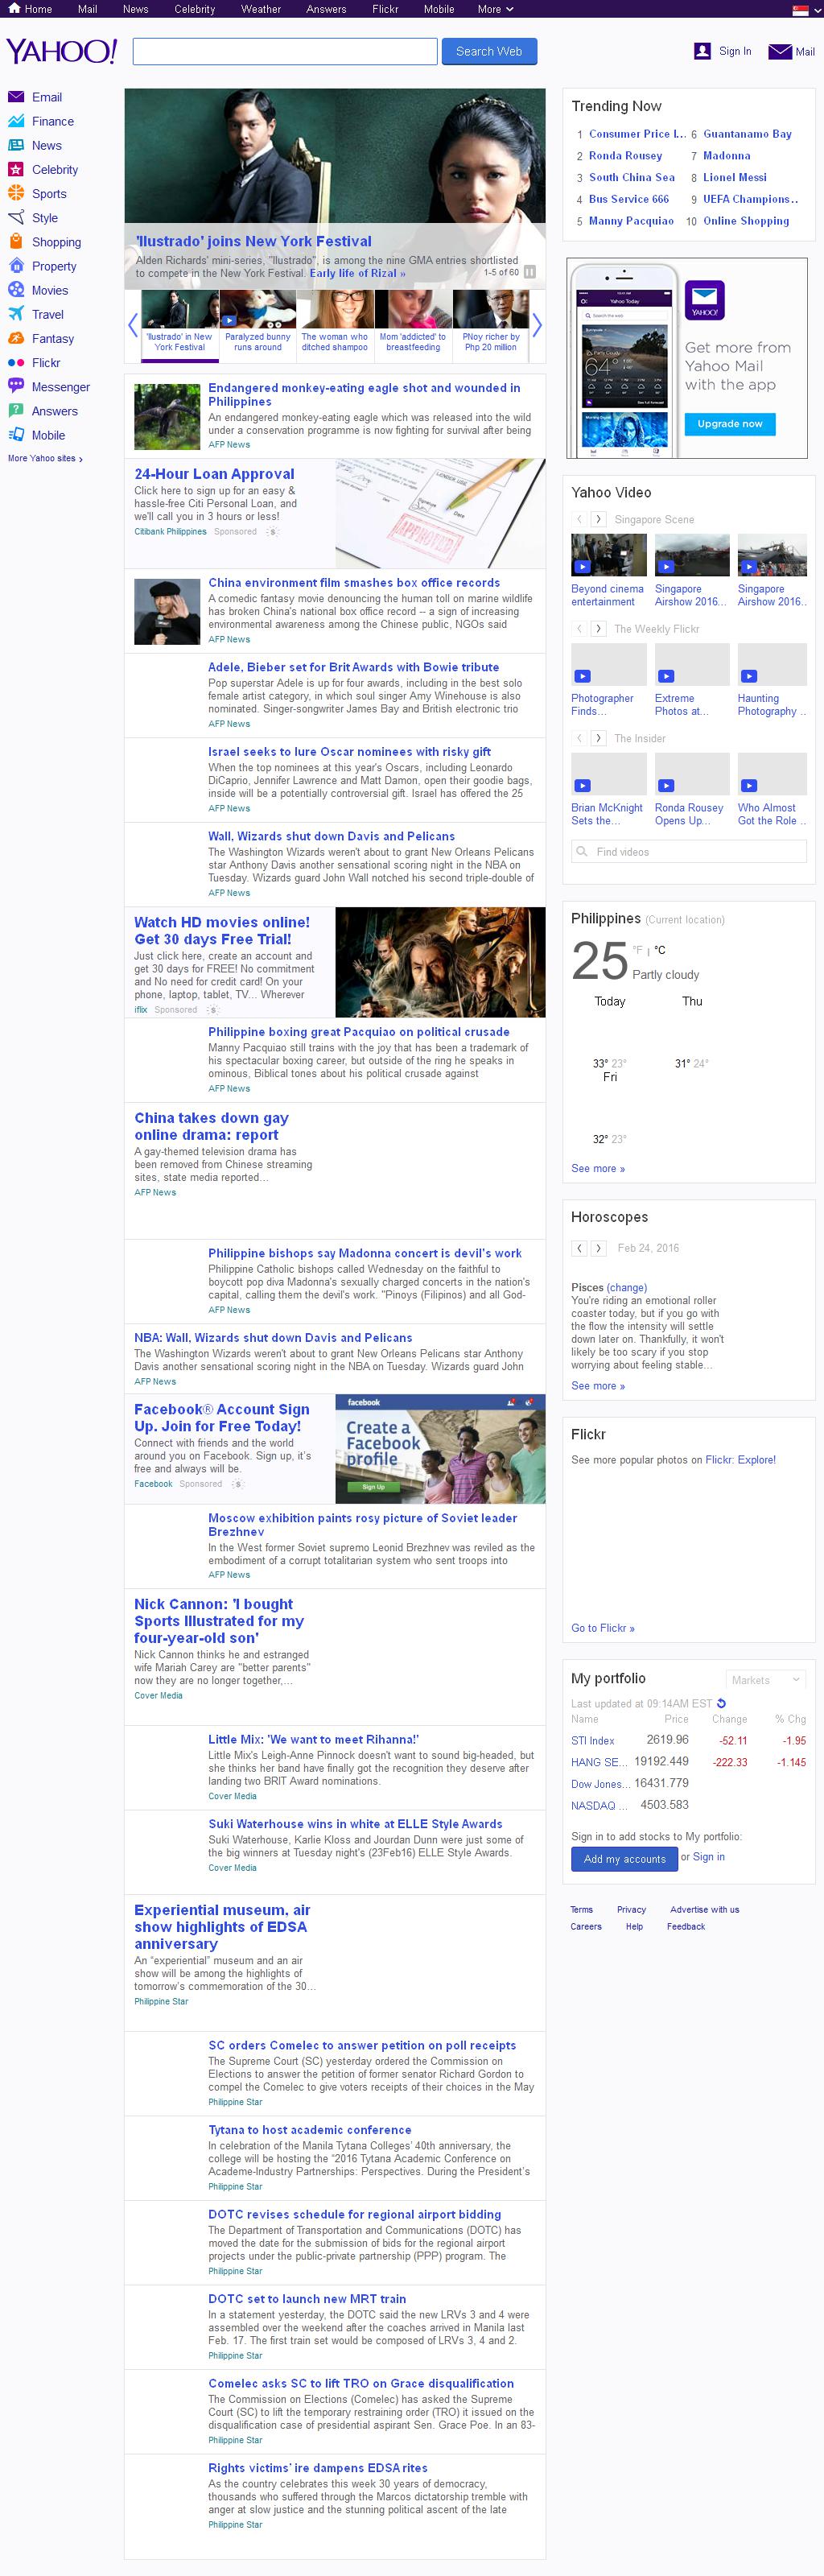 Home Mail News Celebrity Weather Answers Flickr Mobile More
YAHOO!
Search Web
Sign In Mail
Email
Finance
News
Celebrity
Sports
Style
Shopping
Property
Movies
Travel
Fantasy
Flickr
Messenger
Answers
Mobile
More Yahoo sites ›
'Ilustrado' joins New York Festival
Alden Richards' mini-series, "Ilustrado", is among the nine GMA entries shortlisted
to compete in the New York Festival. Early life of Rizal »
1-5 of 60
'Ilustrado' in New
York Festival
Paralyzed bunny
runs around
The woman who
ditched shampoo
Mom 'addicted' to
breastfeeding
PNoy richer by
Php 20 million
Endangered monkey-eating eagle shot and wounded in
Philippines
An endangered monkey-eating eagle which was released into the wild
under a conservation programme is now fighting for survival after being
AFP News
24-Hour Loan Approval
Click here to sign up for an easy &
hassle-free Citi Personal Loan, and
we'll call you in 3 hours or less!
Citibank Philippines Sponsored
APPROVED
China environment film smashes box office records
A comedic fantasy movie denouncing the human toll on marine wildlife
has broken China's national box office record -- a sign of increasing
environmental awareness among the Chinese public, NGOs said
AFP News
Adele, Bieber set for Brit Awards with Bowie tribute
Pop superstar Adele is up for four awards, including in the best solo
female artist category, in which soul singer Amy Winehouse is also
nominated. Singer-songwriter James Bay and British electronic trio
AFP News
Israel seeks to lure Oscar nominees with risky gift
When the top nominees at this year's Oscars, including Leonardo
DiCaprio, Jennifer Lawrence and Matt Damon, open their goodie bags,
inside will be a potentially controversial gift. Israel has offered the 25
AFP News
Wall, Wizards shut down Davis and Pelicans
The Washington Wizards weren't about to grant New Orleans Pelicans
star Anthony Davis another sensational scoring night in the NBA on
Tuesday. Wizards guard John Wall notched his second triple-double of
AFP News
Watch HD movies online!
Get 30 days Free Trial!
Just click here, create an account and
get 30 days for FREE! No commitment
and No need for credit card! On your
phone, laptop, tablet, TV... Wherever
iflix Sponsored
Philippine boxing great Pacquiao on political crusade
Manny Pacquiao still trains with the joy that has been a trademark of
his spectacular boxing career, but outside of the ring he speaks in
ominous, Biblical tones about his political crusade against
AFP News
China takes down gay
online drama: report
A gay-themed television drama has
been removed from Chinese streaming
sites, state media reported...
AFP News
Philippine bishops say Madonna concert is devil's work
Philippine Catholic bishops called Wednesday on the faithful to
boycott pop diva Madonna's sexually charged concerts in the nation's
capital, calling them the devil's work. "Pinoys (Filipinos) and all God-
AFP News
NBA: Wall, Wizards shut down Davis and Pelicans
The Washington Wizards weren't about to grant New Orleans Pelicans star Anthony
Davis another sensational scoring night in the NBA on Tuesday. Wizards guard John
AFP News
Facebook® Account Sign
Up. Join for Free Today!
Connect with friends and the world
around you on Facebook. Sign up, it's
free and always will be.
Facebook Sponsored
facebook
Create a
Facebook
profile
Sign Up
Moscow exhibition paints rosy picture of Soviet leader
Brezhnev
In the West former Soviet supremo Leonid Brezhnev was reviled as the
embodiment of a corrupt totalitarian system who sent troops into
AFP News
Nick Cannon: 'I bought
Sports Illustrated for my
four-year-old son'
Nick Cannon thinks he and estranged
wife Mariah Carey are "better parents"
now they are no longer together,...
Cover Media
Little Mix: 'We want to meet Rihanna!'
Little Mix's Leigh-Anne Pinnock doesn't want to sound big-headed, but
she thinks her band have finally got the recognition they deserve after
landing two BRIT Award nominations.
Cover Media
Suki Waterhouse wins in white at ELLE Style Awards
Suki Waterhouse, Karlie Kloss and Jourdan Dunn were just some of
the big winners at Tuesday night's (23Feb16) ELLE Style Awards.
Cover Media
Experiential museum, air
show highlights of EDSA
anniversary
An “experiential” museum and an air
show will be among the highlights of
tomorrow’s commemoration of the 30...
Philippine Star
SC orders Comelec to answer petition on poll receipts
The Supreme Court (SC) yesterday ordered the Commission on
Elections to answer the petition of former senator Richard Gordon to
compel the Comelec to give voters receipts of their choices in the May
Philippine Star
Tytana to host academic conference
In celebration of the Manila Tytana Colleges’ 40th anniversary, the
college will be hosting the “2016 Tytana Academic Conference on
Academe-Industry Partnerships: Perspectives. During the President’s
Philippine Star
DOTC revises schedule for regional airport bidding
The Department of Transportation and Communications (DOTC) has
moved the date for the submission of bids for the regional airport
projects under the public-private partnership (PPP) program. The
Philippine Star
DOTC set to launch new MRT train
In a statement yesterday, the DOTC said the new LRVs 3 and 4 were
assembled over the weekend after the coaches arrived in Manila last
Feb. 17. The first train set would be composed of LRVs 3, 4 and 2.
Philippine Star
Comelec asks SC to lift TRO on Grace disqualification
The Commission on Elections (Comelec) has asked the Supreme
Court (SC) to lift the temporary restraining order (TRO) it issued on the
disqualification case of presidential aspirant Sen. Grace Poe. In an 83-
Philippine Star
Rights victims’ ire dampens EDSA rites
As the country celebrates this week 30 years of democracy,
thousands who suffered through the Marcos dictatorship tremble with
anger at slow justice and the stunning political ascent of the late
Philippine Star
Trending Now
1 Consumer Price I... 6 Guantanamo Bay
2 Ronda Rousey 7 Madonna
3 South China Sea 8 Lionel Messi
4 Bus Service 666 9 UEFA Champions...
5 Manny Pacquiao 10 Online Shopping
Yahoo Today
Search the web
Partly Cloudy
64°
YAHOO!
Get more from
Yahoo Mail
with the app
Upgrade now
Yahoo Video
Singapore Scene
Beyond cinema
entertainment
Singapore
Airshow 2016...
Singapore
Airshow 2016...
The Weekly Flickr
Photographer
Finds...
Extreme
Photos at...
Haunting
Photography ...
The Insider
Brian McKnight
Sets the...
Ronda Rousey
Opens Up...
Who Almost
Got the Role ...
Find videos
Philippines (Current location)
25 °F | °C
Partly cloudy
Today Thu
33° 23° 31° 24°
Fri
32° 23°
See more »
Horoscopes
Feb 24, 2016
Pisces (change)
You're riding an emotional roller
coaster today, but if you go with
the flow the intensity will settle
down later on. Thankfully, it won't
likely be too scary if you stop
worrying about feeling stable...
See more »
Flickr
See more popular photos on Flickr: Explore!
Go to Flickr »
My portfolio Markets
Last updated at 09:14AM EST
Name Price Change % Chg
STI Index 2619.96 -52.11 -1.95
HANG SE... 19192.449 -222.33 -1.145
Dow Jones... 16431.779
NASDAQ ... 4503.583
Sign in to add stocks to My portfolio:
Add my accounts or Sign in
Terms Privacy Advertise with us
Careers Help Feedback